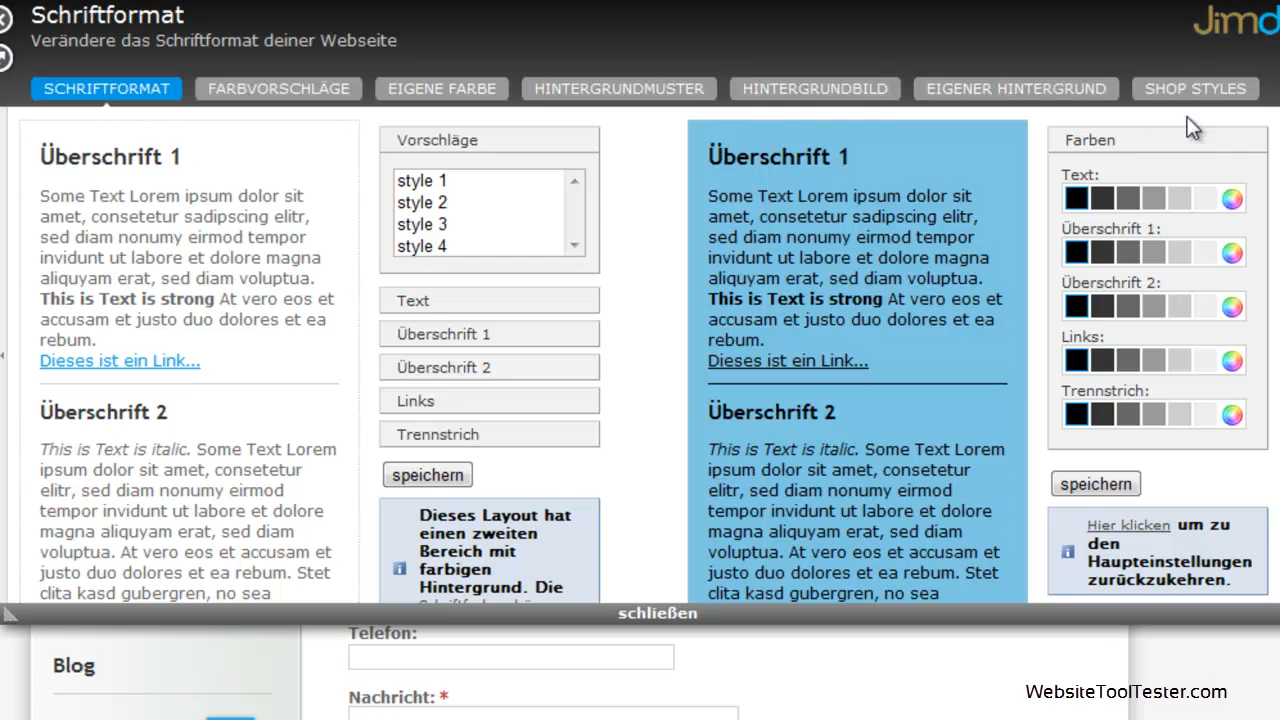 Schriftformat
Jimd
Verändere das Schriftformat deiner Webseite
SCHRIFTFORMAT
FARBVORSCHLÄGE
EIGENE FARBE
HINTERGRUNDMUSTER
HINTERGRUNDBILD
EIGENER HINTERGRUND
SHOP STYLES
Überschrift 1
Some Text Lorem ipsum dolor sit
amet, consetetur sadipscing elitr,
sed diam nonumy eirmod tempor
invidunt ut labore et dolore magna
aliquyam erat, sed diam voluptua.
This is Text is strong At vero eos et
accusam et justo duo dolores et ea
rebum.
Dieses ist ein Link...
Überschrift 2
This is Text is italic. Some Text Lorem
ipsum dolor sit amet, consetetur
elitr, sed diam nonumy eirmod
tempor invidunt ut labore et dolore
magna aliquyam erat, sed diam
voluptua. At vero eos et accusam et
justo duo dolores et ea rebum. Stet
clita kasd gubergren, no sea
Vorschläge
style 1
style 2
style 3
style 4
Text
Überschrift 1
Überschrift 2
Links
Trennstrich
speichern
Dieses Layout hat
einen zweiten
Bereich mit
farbigen
Hintergrund. Die
Überschrift 1
Some Text Lorem ipsum dolor sit
amet, consetetur sadipscing elitr,
sed diam nonumy eirmod tempor
invidunt ut labore et dolore magna
aliquyam erat, sed diam voluptua.
This is Text is strong At vero eos et
accusam et justo duo dolores et ea
rebum.
Dieses ist ein Link...
Überschrift 2
This is Text is italic. Some Text Lorem
ipsum dolor sit amet, consetetur
elitr, sed diam nonumy eirmod
tempor invidunt ut labore et dolore
magna aliquyam erat, sed diam
voluptua. At vero eos et accusam et
justo duo dolores et ea rebum. Stet
clita kasd gubergren, no sea
Farben
Text:
Überschrift 1:
Überschrift 2:
Links:
Trennstrich:
speichern
Hier klicken um zu
den
Haupteinstellungen
zurückzukehren.
schließen
Blog
Telefon:
Nachricht: *
WebsiteToolTester.com